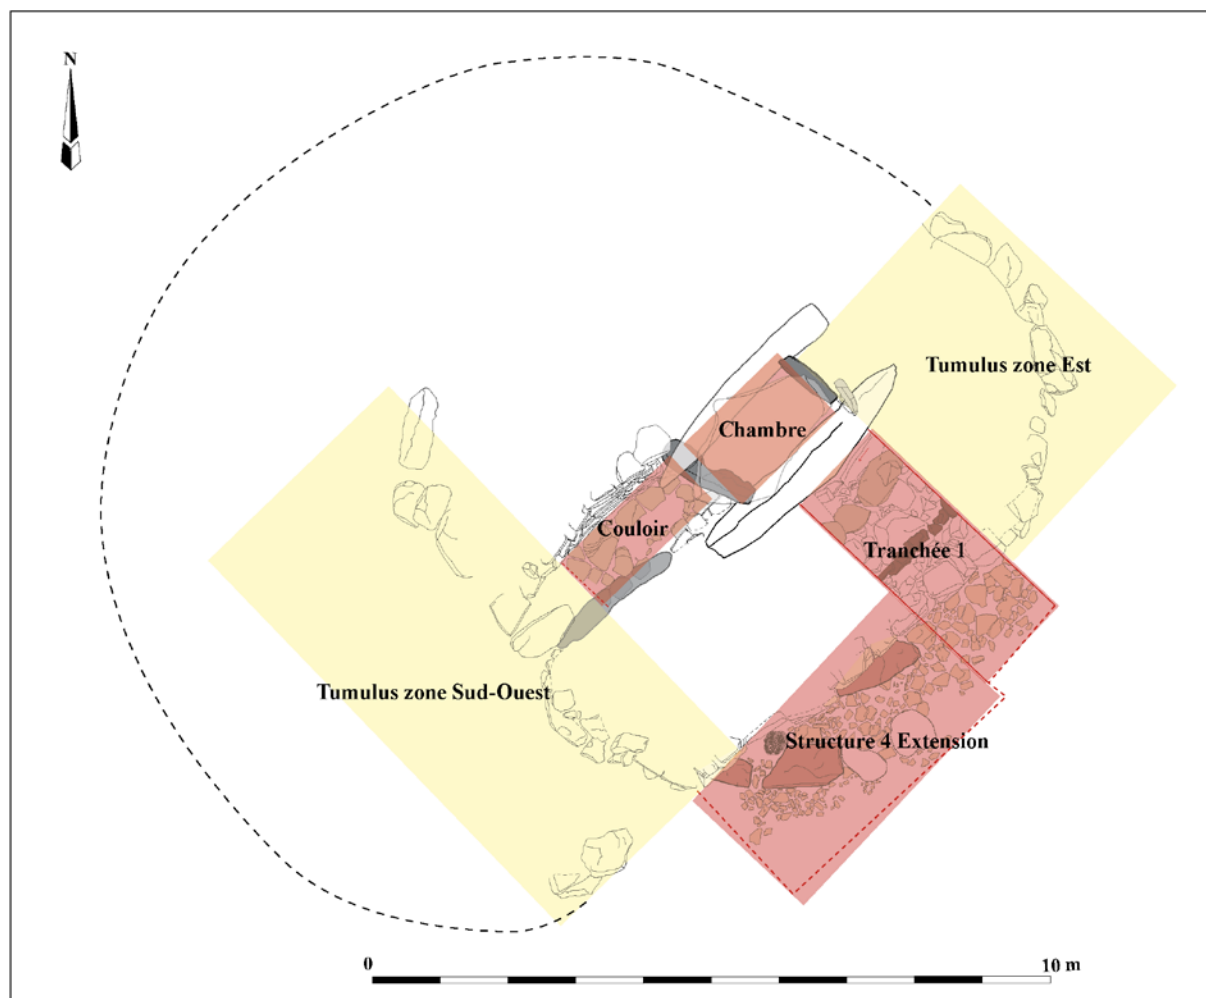 N
Tumulus zone Est
Chambre
Couloir
Tranchée 1
Tumulus zone Sud-Ouest
Structure 4 Extension
0
10 m